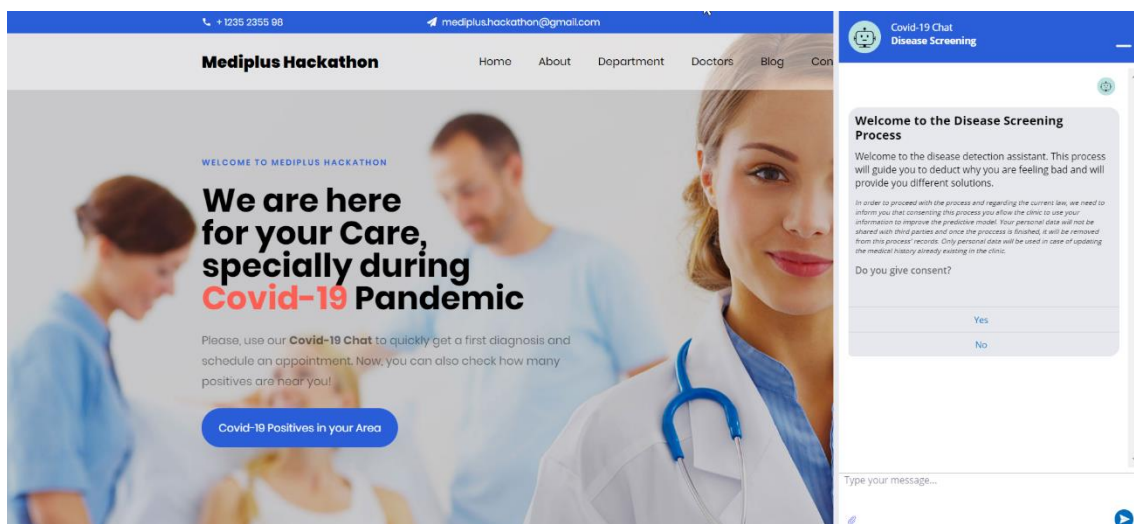 + 1235 2355 98
mediplus.hackathon@gmail.com
Mediplus Hackathon
Home About Department Doctors Blog Con
WELCOME TO MEDIPLUS HACKATHON
We are here
for your Care,
specially during
Covid-19 Pandemic
Please, use our Covid-19 Chat to quickly get a first diagnosis and
schedule an appointment. Now, you can also check how many
positives are near you!
Covid-19 Positives in your Area
Covid-19 Chat
Disease Screening
Welcome to the Disease Screening
Process
Welcome to the disease detection assistant. This process
will guide you to deduct why you are feeling bad and will
provide you different solutions.
In order to proceed with the process and regarding the current law, we need to
inform you that consenting this process you allow the clinic to use your
information to improve the predictive model. Your personal data will not be
shared with third parties and once the proccess is finished, it will be removed
from this process' records. Only personal data will be used in case of updating
the medical history already existing in the clinic.
Do you give consent?
Yes
No
Type your message...